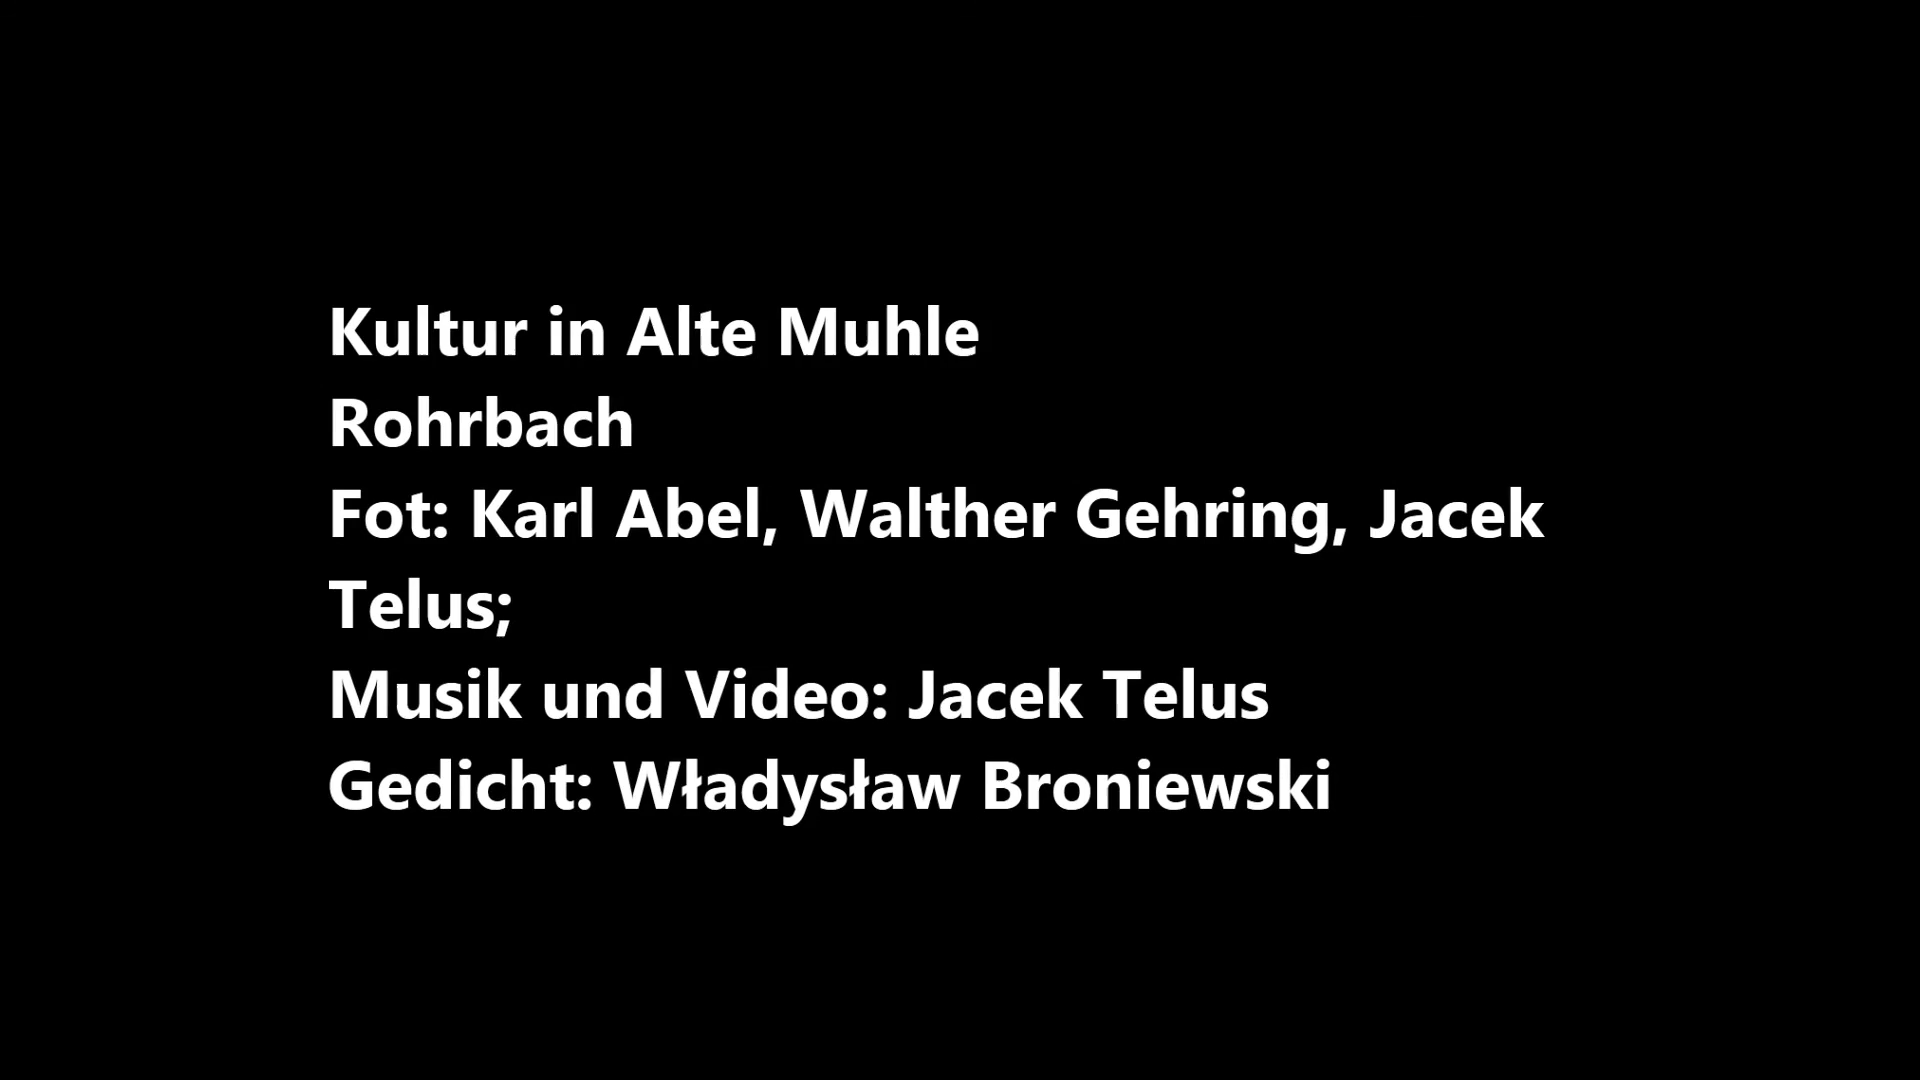 Kultur in Alte Muhle
Rohrbach
Fot: Karl Abel, Walther Gehring, Jacek
Telus;
Musik und Video: Jacek Telus
Gedicht: Władysław Broniewski